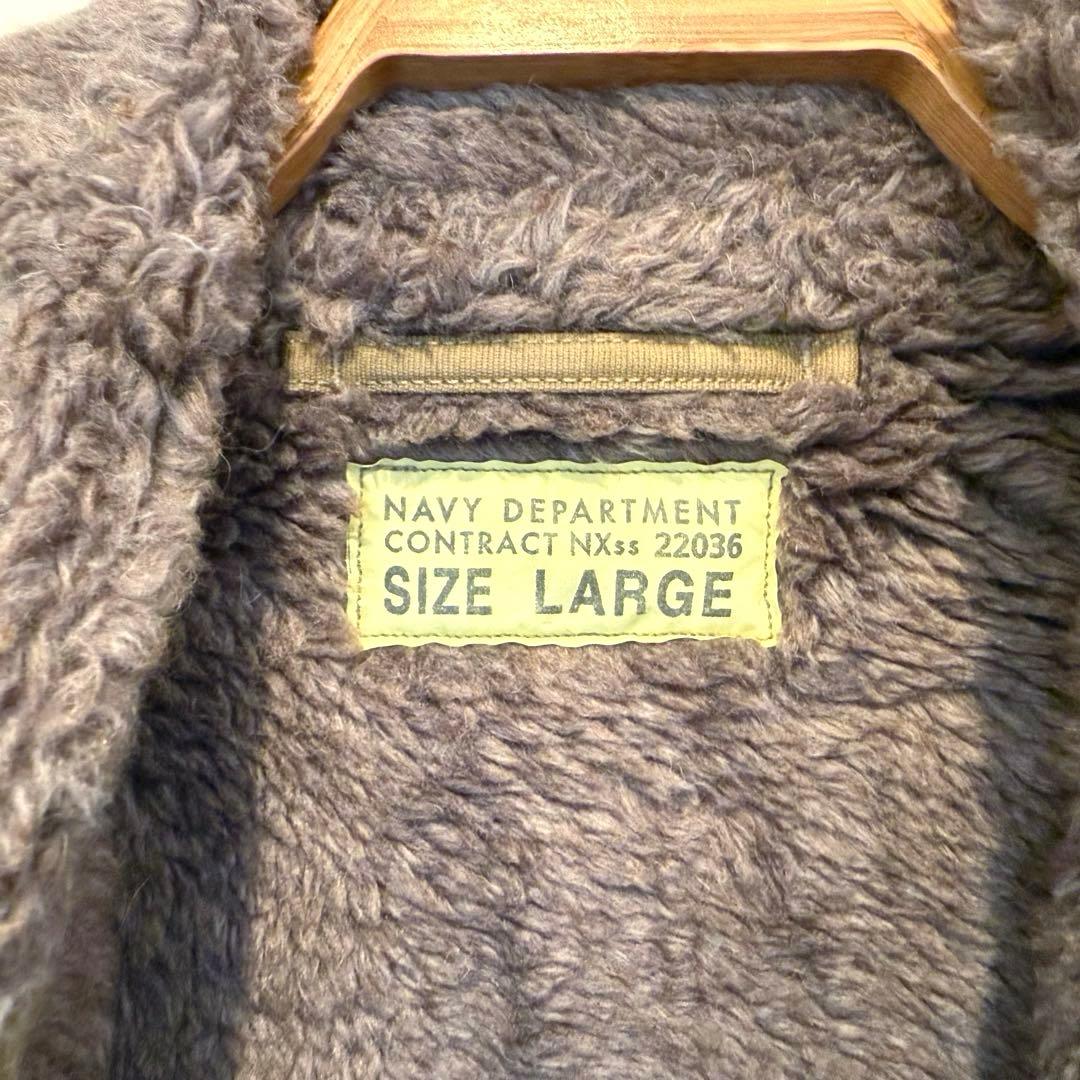 NAVY DEPARTMENT
CONTRACT NXss 22036
SIZE LARGE